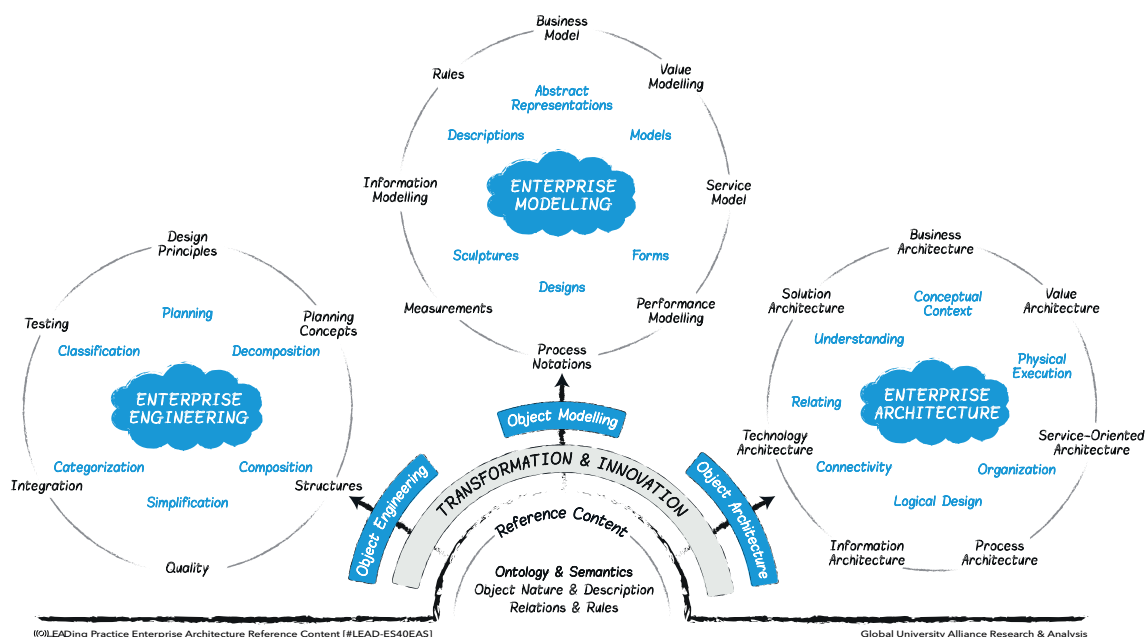 Business
Model
Rules
Value
Modelling
Abstract
Representations
Descriptions
Models
Information
Modelling
ENTERPRISE
MODELLING
Service
Model
Sculptures
Forms
Designs
Measurements
Performance
Modelling
Process
Notations
Design
Principles
Testing
Planning
Planning
Concepts
Classification
Decomposition
ENTERPRISE
ENGINEERING
Categorization
Composition
Integration
Structures
Simplification
Quality
Business
Architecture
Solution
Architecture
Conceptual
Context
Value
Architecture
Understanding
Physical
Execution
Relating
ENTERPRISE
ARCHITECTURE
Technology
Architecture
Service-Oriented
Architecture
Connectivity
Organization
Logical Design
Information
Architecture
Process
Architecture
Object Modelling
Object Engineering
TRANSFORMATION & INNOVATION
Object Architecture
Reference Content
Ontology & Semantics
Object Nature & Description
Relations & Rules
((©))LEADing Practice Enterprise Architecture Reference Content [#LEAD-ES40EAS]
Global University Alliance Research & Analysis